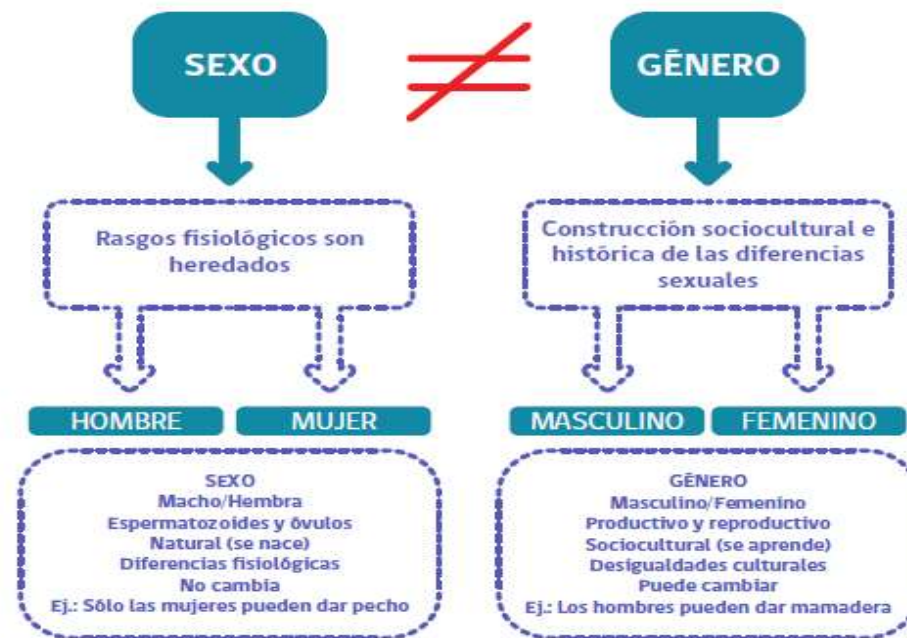 SEXO
GÉNERO
Rasgos fisiológicos son
heredados
Construcción sociocultural e
histórica de las diferencias
sexuales
HOMBRE
MUJER
MASCULINO
FEMENINO
SEXO
Macho/Hembra
Espermatozoides y óvulos
Natural (se nace)
Diferencias fisiológicas
No cambia
Ej.: Sólo las mujeres pueden dar pecho
GÉNERO
Masculino/Femenino
Productivo y reproductivo
Sociocultural (se aprende)
Desigualdades culturales
Puede cambiar
Ej.: Los hombres pueden dar mamadera